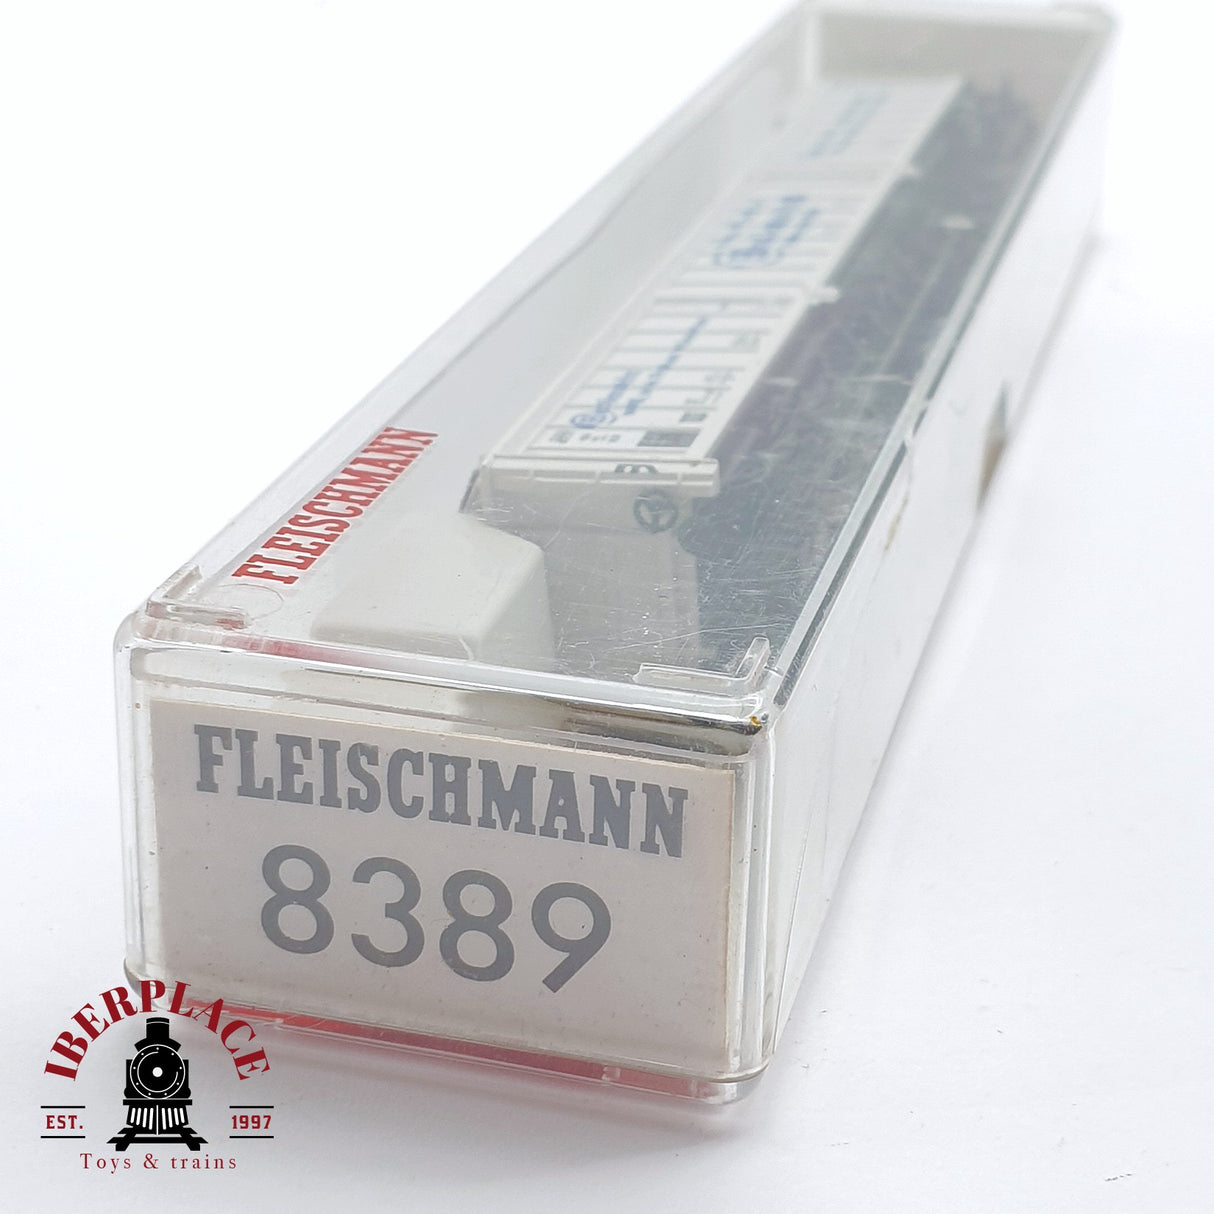 FLEISCHMANN
FLEISCHMANN
8389
IBERPLACE
EST. 1997
Toys & trains